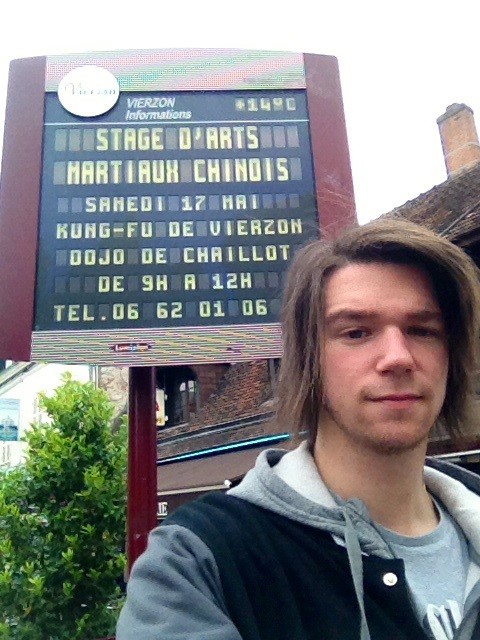 Vierzon
VIERZON
Informations
+14°C
STAGE D'ARTS
MARTIAUX CHINOIS
SAMEDI 17 MAI
KUNG-FU DE VIERZON
DOJO DE CHAILLOT
DE 9H A 12H
TEL.06 62 01 06